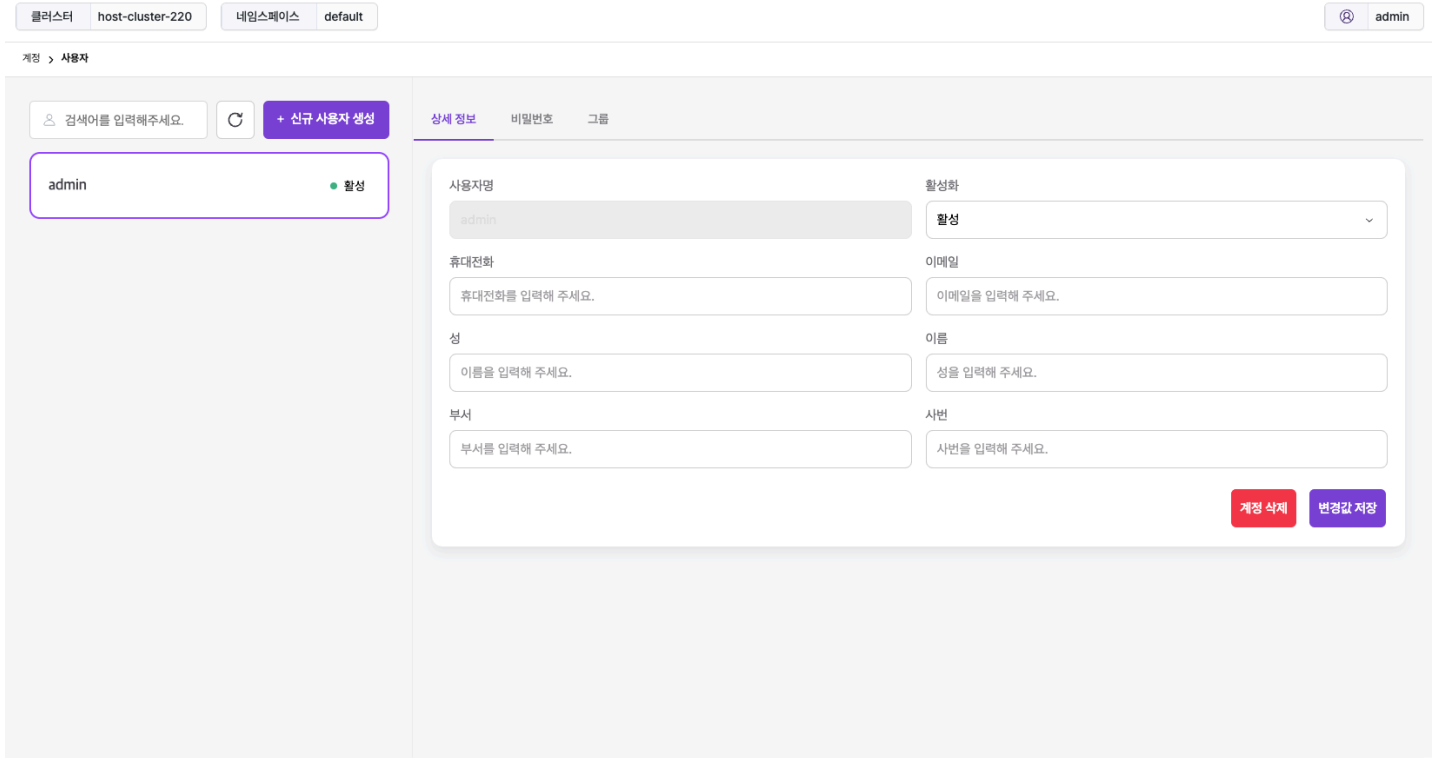 클러스터 host-cluster-220 네임스페이스 default admin
계정 > 사용자
검색어를 입력해주세요. + 신규 사용자 생성
admin 활성
상세 정보 비밀번호 그룹
사용자명 활성화
admin 활성
휴대전화 이메일
휴대전화를 입력해 주세요. 이메일을 입력해 주세요.
성 이름
이름을 입력해 주세요. 성을 입력해 주세요.
부서 사번
부서를 입력해 주세요. 사번을 입력해 주세요.
계정 삭제 변경값 저장